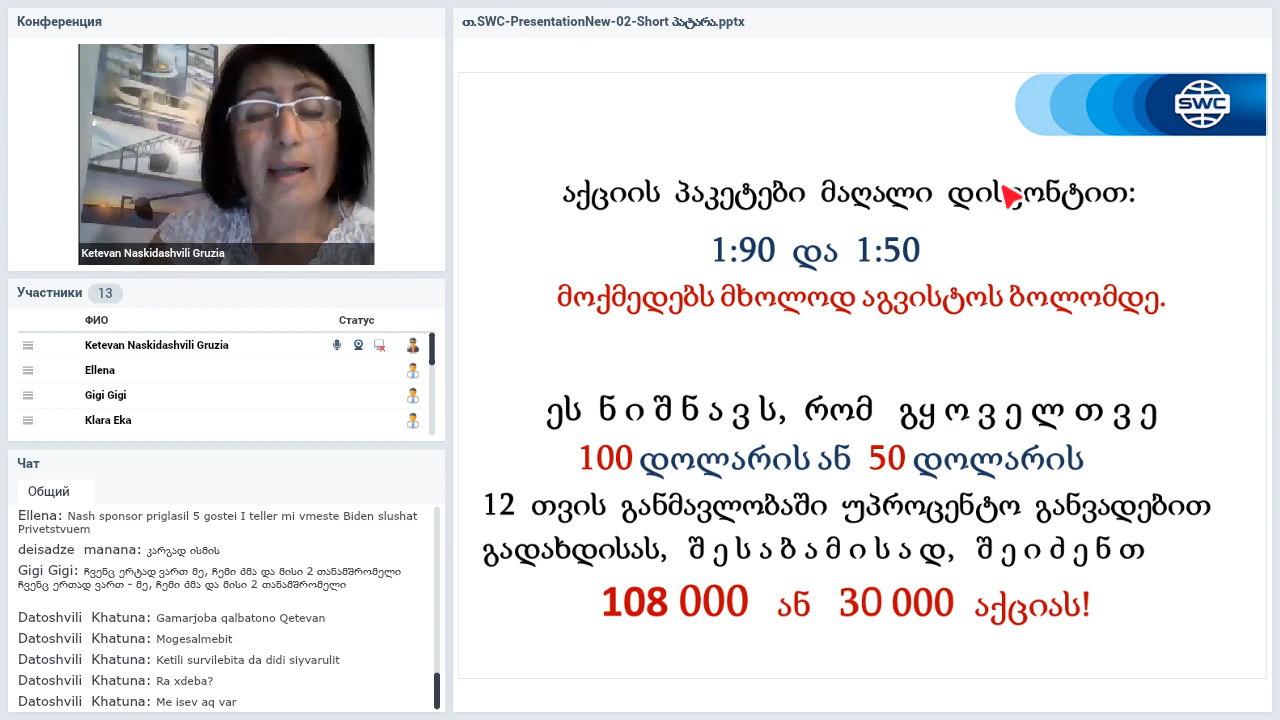 Конференция
Ketevan Naskidashvili Gruzia
Участники 13
ФИО Статус
Ketevan Naskidashvili Gruzia
Ellena
Gigi Gigi
Klara Eka
Чат
Общий
Ellena: Nash sponsor priglasil 5 gostei I teller mi vmeste Biden slushat
Privetstvuem
deisadze manana: კარგად ისმის
Gigi Gigi: ჩვენც ერტად ვართ მე, ჩემი ძმა და მისი 2 თანამშრომელი
ჩვენც ერთად ვართ - მე, ჩემი ძმა და მისი 2 თანამშრომელი
Datoshvili Khatuna: Gamarjoba qalbatono Qetevan
Datoshvili Khatuna: Mogesalmebit
Datoshvili Khatuna: Ketili survilebita da didi siyvarulit
Datoshvili Khatuna: Ra xdeba?
Datoshvili Khatuna: Me isev aq var
თ.SWC-PresentationNew-02-Short პატარა.pptx
SWC
აქციის პაკეტები მაღალი დისკონტით:
1:90 და 1:50
მოქმედებს მხოლოდ აგვისტოს ბოლომდე.
ეს ნ ი შ ნ ა ვ ს, რომ გყ ო ვ ე ლ თ ვ ე
100 დოლარის ან 50 დოლარის
12 თვის განმავლობაში უპროცენტო განვადებით
გადახდისას, შ ე ს ა ბ ა მ ი ს ა დ, შ ე ი ძ ე ნ თ
108 000 ან 30 000 აქციას!